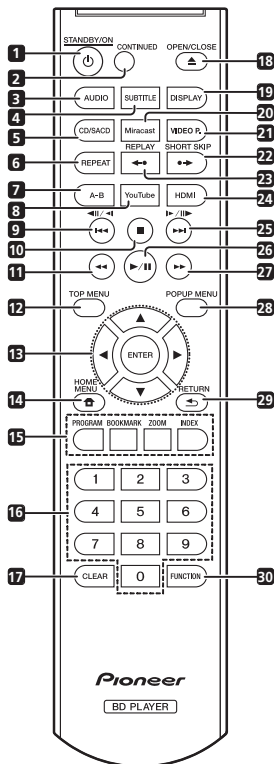 STANDBY/ON
CONTINUED
OPEN/CLOSE
1
2
18
AUDIO
SUBTITLE
DISPLAY
3
4
19
20
CD/SACD
Miracast
VIDEO P.
5
21
REPLAY
SHORT SKIP
REPEAT
6
22
23
7
A-B
YouTube
HDMI
8
24
9
25
10
26
11
27
TOP MENU
POPUP MENU
12
28
13
ENTER
HOME MENU
RETURN
14
29
PROGRAM BOOKMARK ZOOM INDEX
15
1 2 3
16
4 5 6
7 8 9
17
CLEAR
0
FUNCTION
30
Pioneer
BD PLAYER